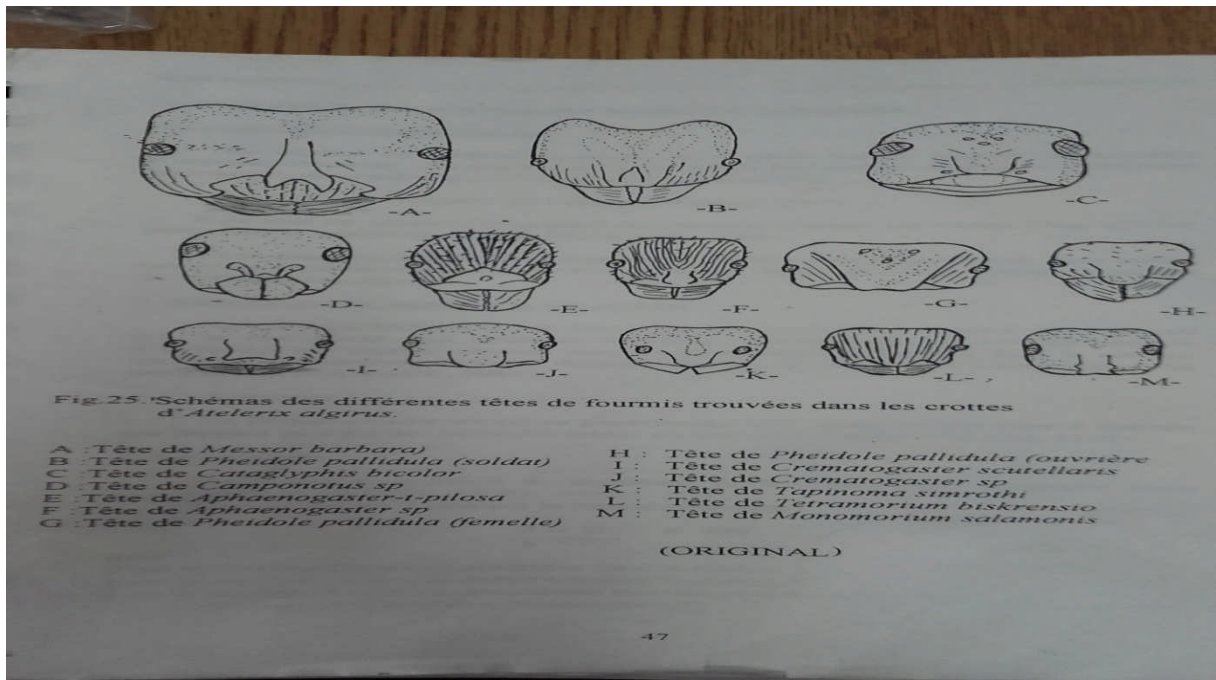 -A-
-B-
-C-
-D-
-E-
-F-
-G-
-H-
-I-
-J-
-K-
-L-
-M-
Fig.25. Schémas des différentes têtes de fourmis trouvées dans les crottes
d'Atelerix algirus.
A : Tête de Messor barbara)
B : Tête de Pheidole pallidula (soldat)
C : Tête de Cataglyphis bicolor
D : Tête de Camponotus sp
E : Tête de Aphaenogaster-t-pilosa
F : Tête de Aphaenogaster sp
G : Tête de Pheidole pallidula (femelle)
H : Tête de Pheidole pallidula (ouvrière
I : Tête de Crematogaster scutellaris
J : Tête de Crematogaster sp
K : Tête de Tapinoma simrothi
L : Tête de Tetramorium biskrensio
M : Tête de Monomorium salamonis
(ORIGINAL)
47